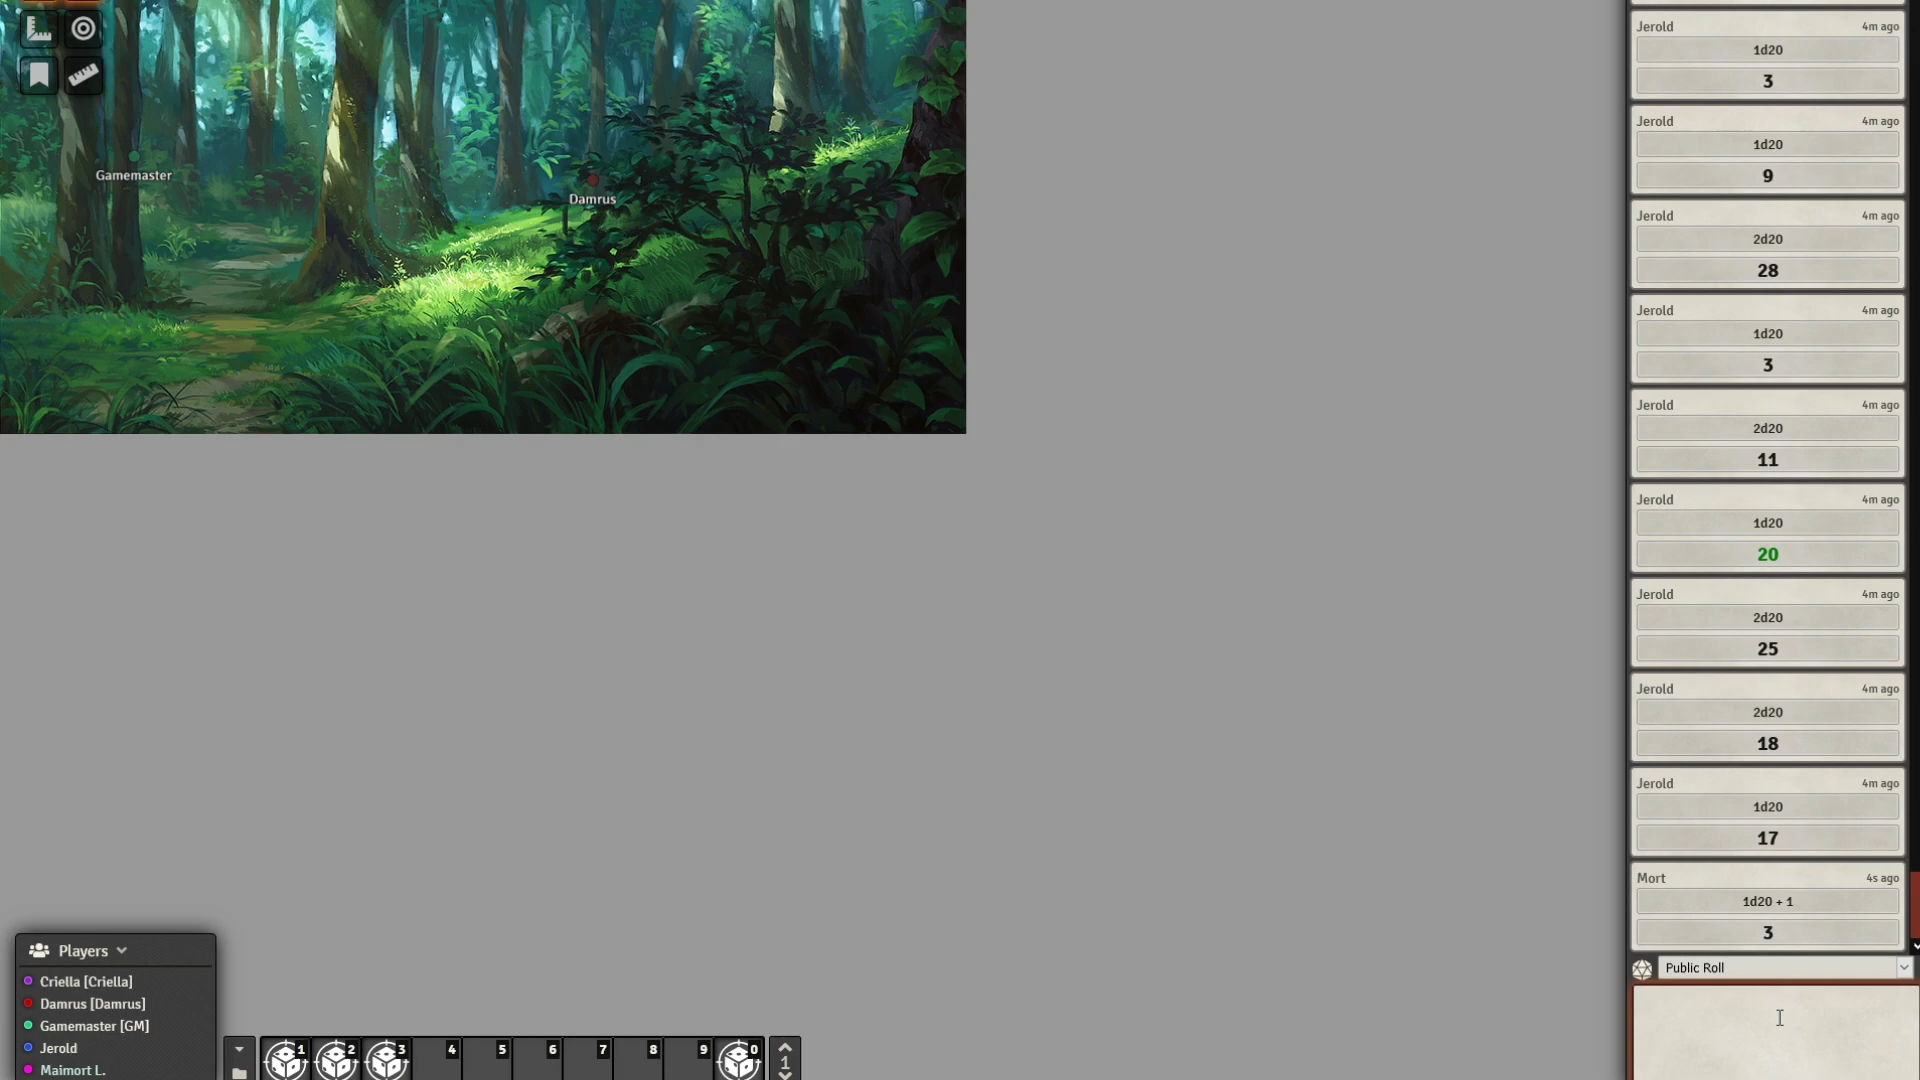 Gamemaster
Damrus
Jerold 4m ago
1d20
3
Jerold 4m ago
1d20
9
Jerold 4m ago
2d20
28
Jerold 4m ago
1d20
3
Jerold 4m ago
2d20
11
Jerold 4m ago
1d20
20
Jerold 4m ago
2d20
25
Jerold 4m ago
2d20
18
Jerold 4m ago
1d20
17
Mort 4s ago
1d20 + 1
3
Public Roll
Players
Criella [Criella]
Damrus [Damrus]
Gamemaster [GM]
Jerold
Maimort L.
1 2 3 4 5 6 7 8 9 0
1